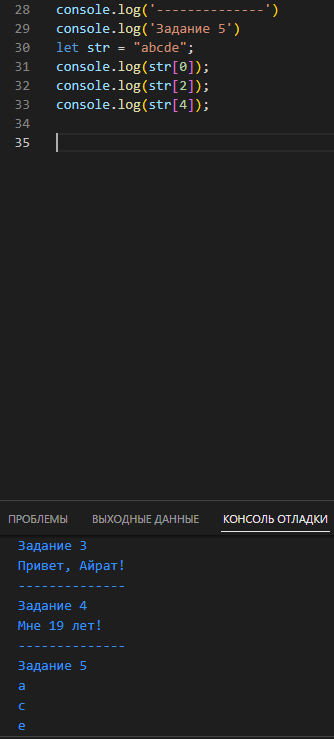 28 console.log('--------------')
29 console.log('Задание 5')
30 let str = "abcde";
31 console.log(str[0]);
32 console.log(str[2]);
33 console.log(str[4]);
34
35
ПРОБЛЕМЫ ВЫХОДНЫЕ ДАННЫЕ КОНСОЛЬ ОТЛАДКИ
Задание 3
Привет, Айрат!
--------------
Задание 4
Мне 19 лет!
--------------
Задание 5
a
c
e